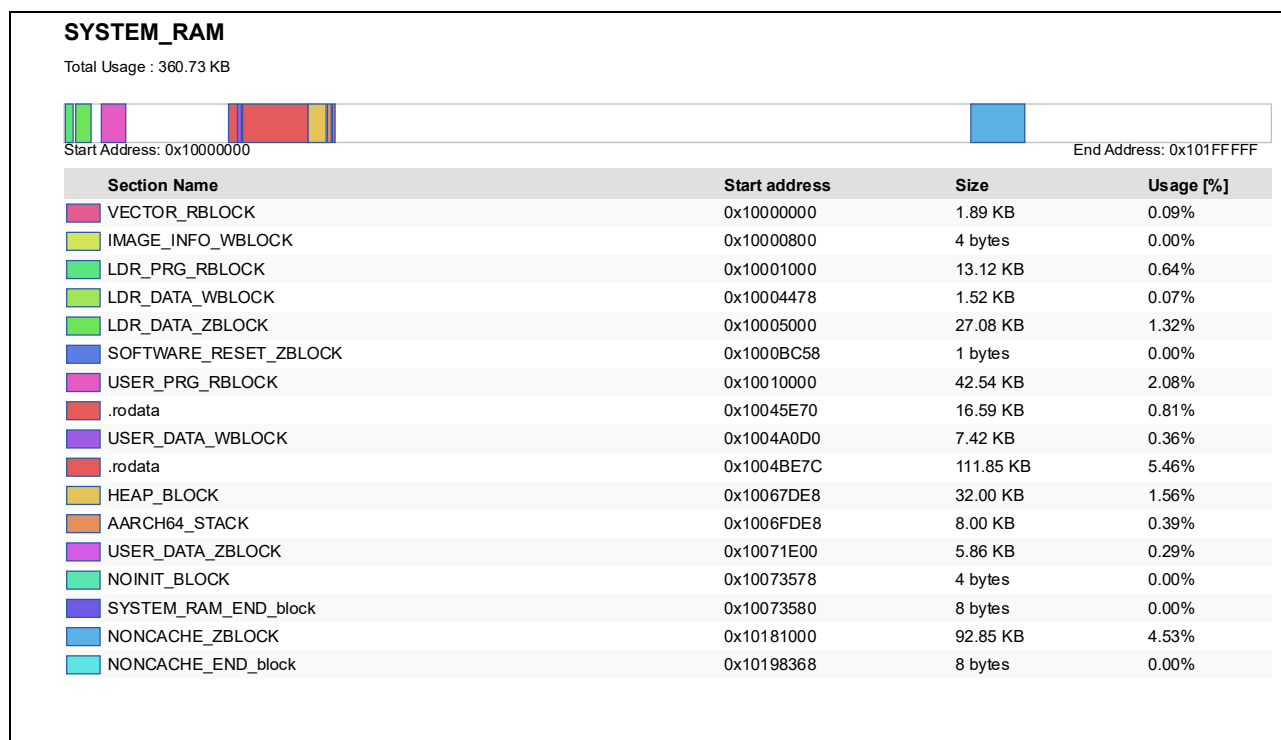 SYSTEM_RAM
Total Usage : 360.73 KB
Start Address: 0x10000000 End Address: 0x101FFFFF
Section Name Start address Size Usage [%]
VECTOR_RBLOCK 0x10000000 1.89 KB 0.09%
IMAGE_INFO_WBLOCK 0x10000800 4 bytes 0.00%
LDR_PRG_RBLOCK 0x10001000 13.12 KB 0.64%
LDR_DATA_WBLOCK 0x10004478 1.52 KB 0.07%
LDR_DATA_ZBLOCK 0x10005000 27.08 KB 1.32%
SOFTWARE_RESET_ZBLOCK 0x1000BC58 1 bytes 0.00%
USER_PRG_RBLOCK 0x10010000 42.54 KB 2.08%
.rodata 0x10045E70 16.59 KB 0.81%
USER_DATA_WBLOCK 0x1004A0D0 7.42 KB 0.36%
.rodata 0x1004BE7C 111.85 KB 5.46%
HEAP_BLOCK 0x10067DE8 32.00 KB 1.56%
AARCH64_STACK 0x1006FDE8 8.00 KB 0.39%
USER_DATA_ZBLOCK 0x10071E00 5.86 KB 0.29%
NOINIT_BLOCK 0x10073578 4 bytes 0.00%
SYSTEM_RAM_END_block 0x10073580 8 bytes 0.00%
NONCACHE_ZBLOCK 0x10181000 92.85 KB 4.53%
NONCACHE_END_block 0x10198368 8 bytes 0.00%